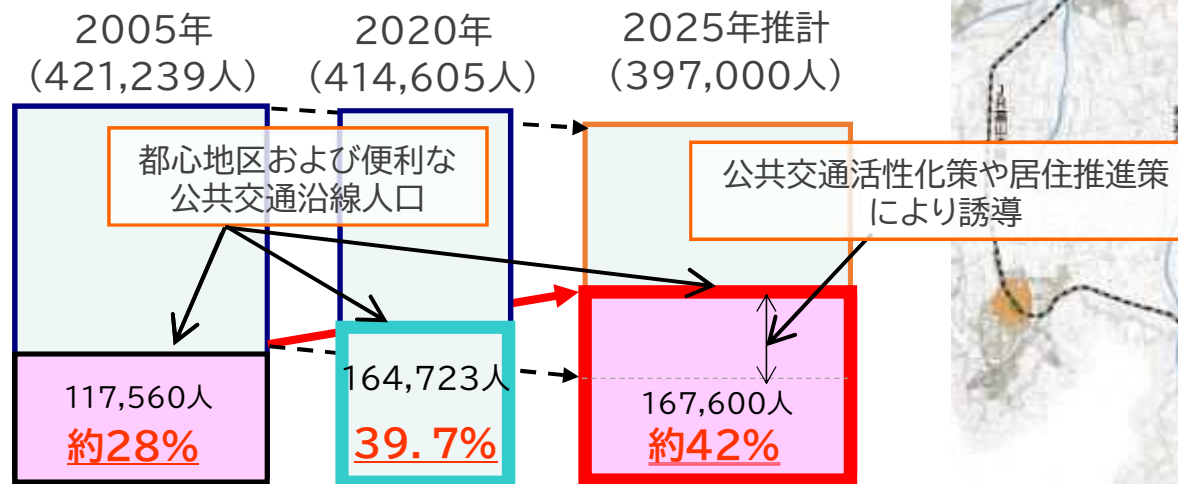 2005年
(421,239人)
2020年
(414,605人)
2025年推計
(397,000人)
都心地区および便利な
公共交通沿線人口
公共交通活性化策や居住推進策
により誘導
117,560人
約28%
164,723人
39.7%
167,600人
約42%